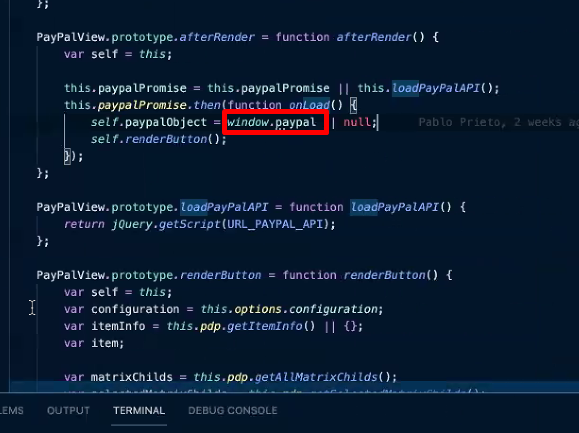 };
PayPalView.prototype.afterRender = function afterRender() {
var self = this;
this.paypalPromise = this.paypalPromise || this.loadPayPalAPI();
this.paypalPromise.then(function onLoad() {
self.paypalObject = window.paypal | null; Pablo Prieto, 2 weeks
self.renderButton();
});
};
PayPalView.prototype.loadPayPalAPI = function loadPayPalAPI() {
return jQuery.getScript(URL_PAYPAL_API);
};
PayPalView.prototype.renderButton = function renderButton() {
var self = this;
var configuration = this.options.configuration;
var itemInfo = this.pdp.getItemInfo() || {};
var item;
var matrixChilds = this.pdp.getAllMatrixChilds();
LEMS OUTPUT TERMINAL DEBUG CONSOLE